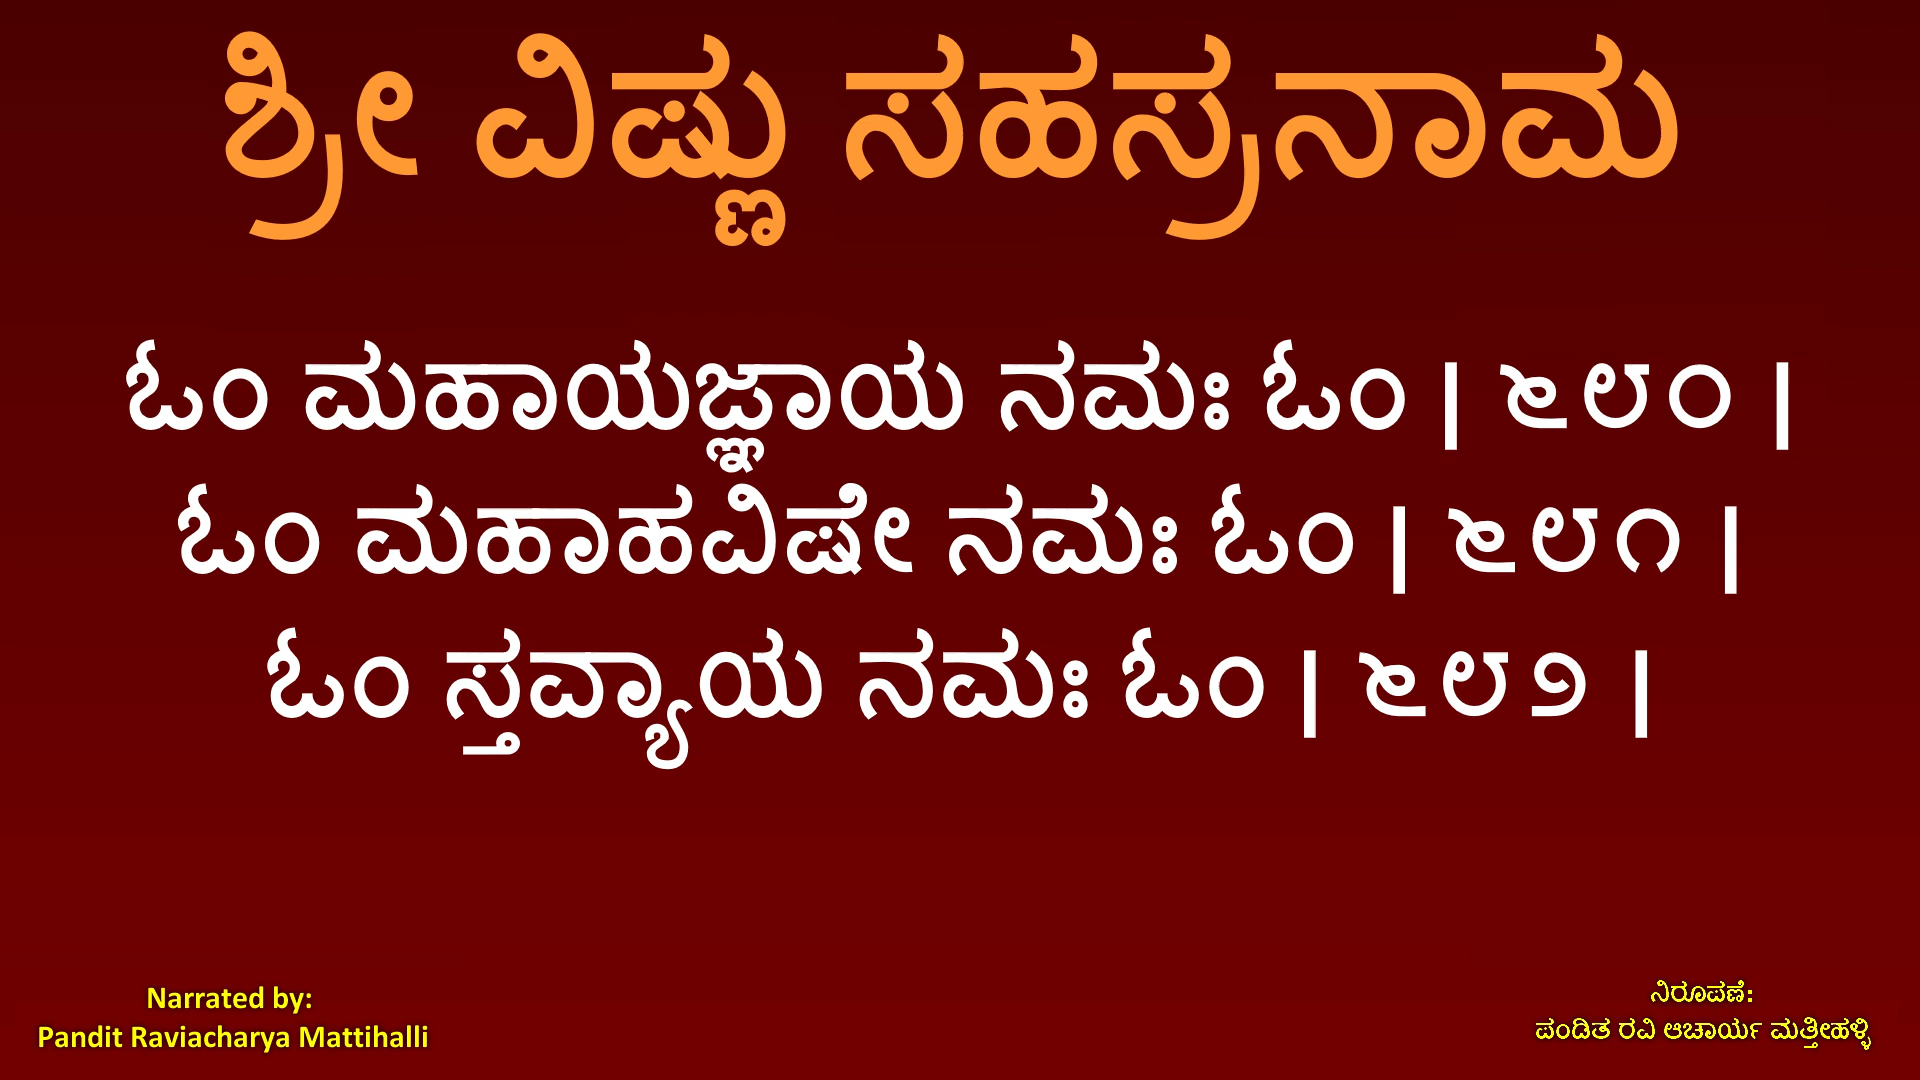 ಶ್ರೀ ವಿಷ್ಣು ಸಹಸ್ರನಾಮ
ಓಂ ಮಹಾಯಜ್ಞಾಯ ನಮಃ ಓಂ | ೬೮೦ |
ಓಂ ಮಹಾಹವಿಷೇ ನಮಃ ಓಂ | ೬೮೧ |
ಓಂ ಸ್ತವ್ಯಾಯ ನಮಃ ಓಂ | ೬೮೨ |
Narrated by:
Pandit Raviacharya Mattihalli
ನಿರೂಪಣೆ:
ಪಂಡಿತ ರವಿ ಆಚಾರ್ಯ ಮತ್ತೀಹಳ್ಳಿ